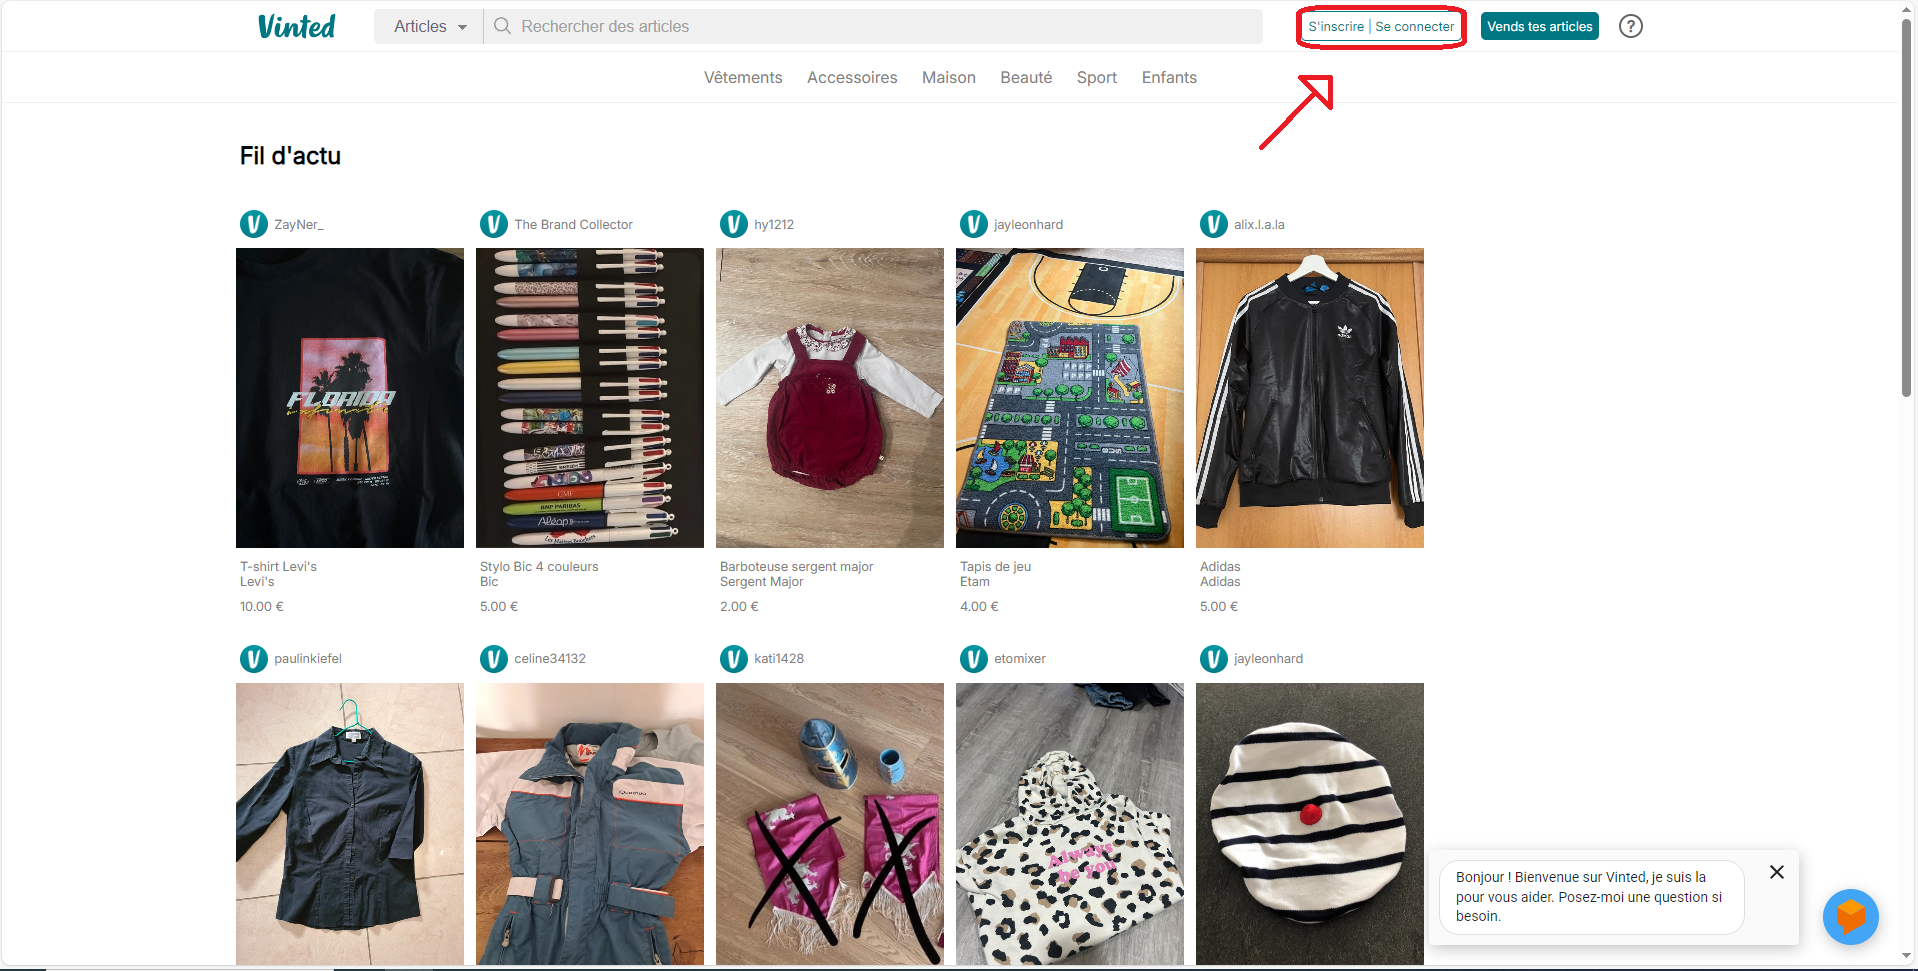 Vinted
Articles
Rechercher des articles
S'inscrire | Se connecter
Vends tes articles
?
Vêtements Accessoires Maison Beauté Sport Enfants
Fil d'actu
ZayNer_
The Brand Collector
hy1212
jayleonhard
alix.l.a.la
FLORIDA
GMF
BNP PARIBAS
adidas
T-shirt Levi's
Levi's
10.00 €
Stylo Bic 4 couleurs
Bic
5.00 €
Barboteuse sergent major
Sergent Major
2.00 €
Tapis de jeu
Etam
4.00 €
Adidas
Adidas
5.00 €
paulinkiefel
celine34132
kati1428
etomixer
jayleonhard
Always
be you
Bonjour ! Bienvenue sur Vinted, je suis la
pour vous aider. Posez-moi une question si
besoin.